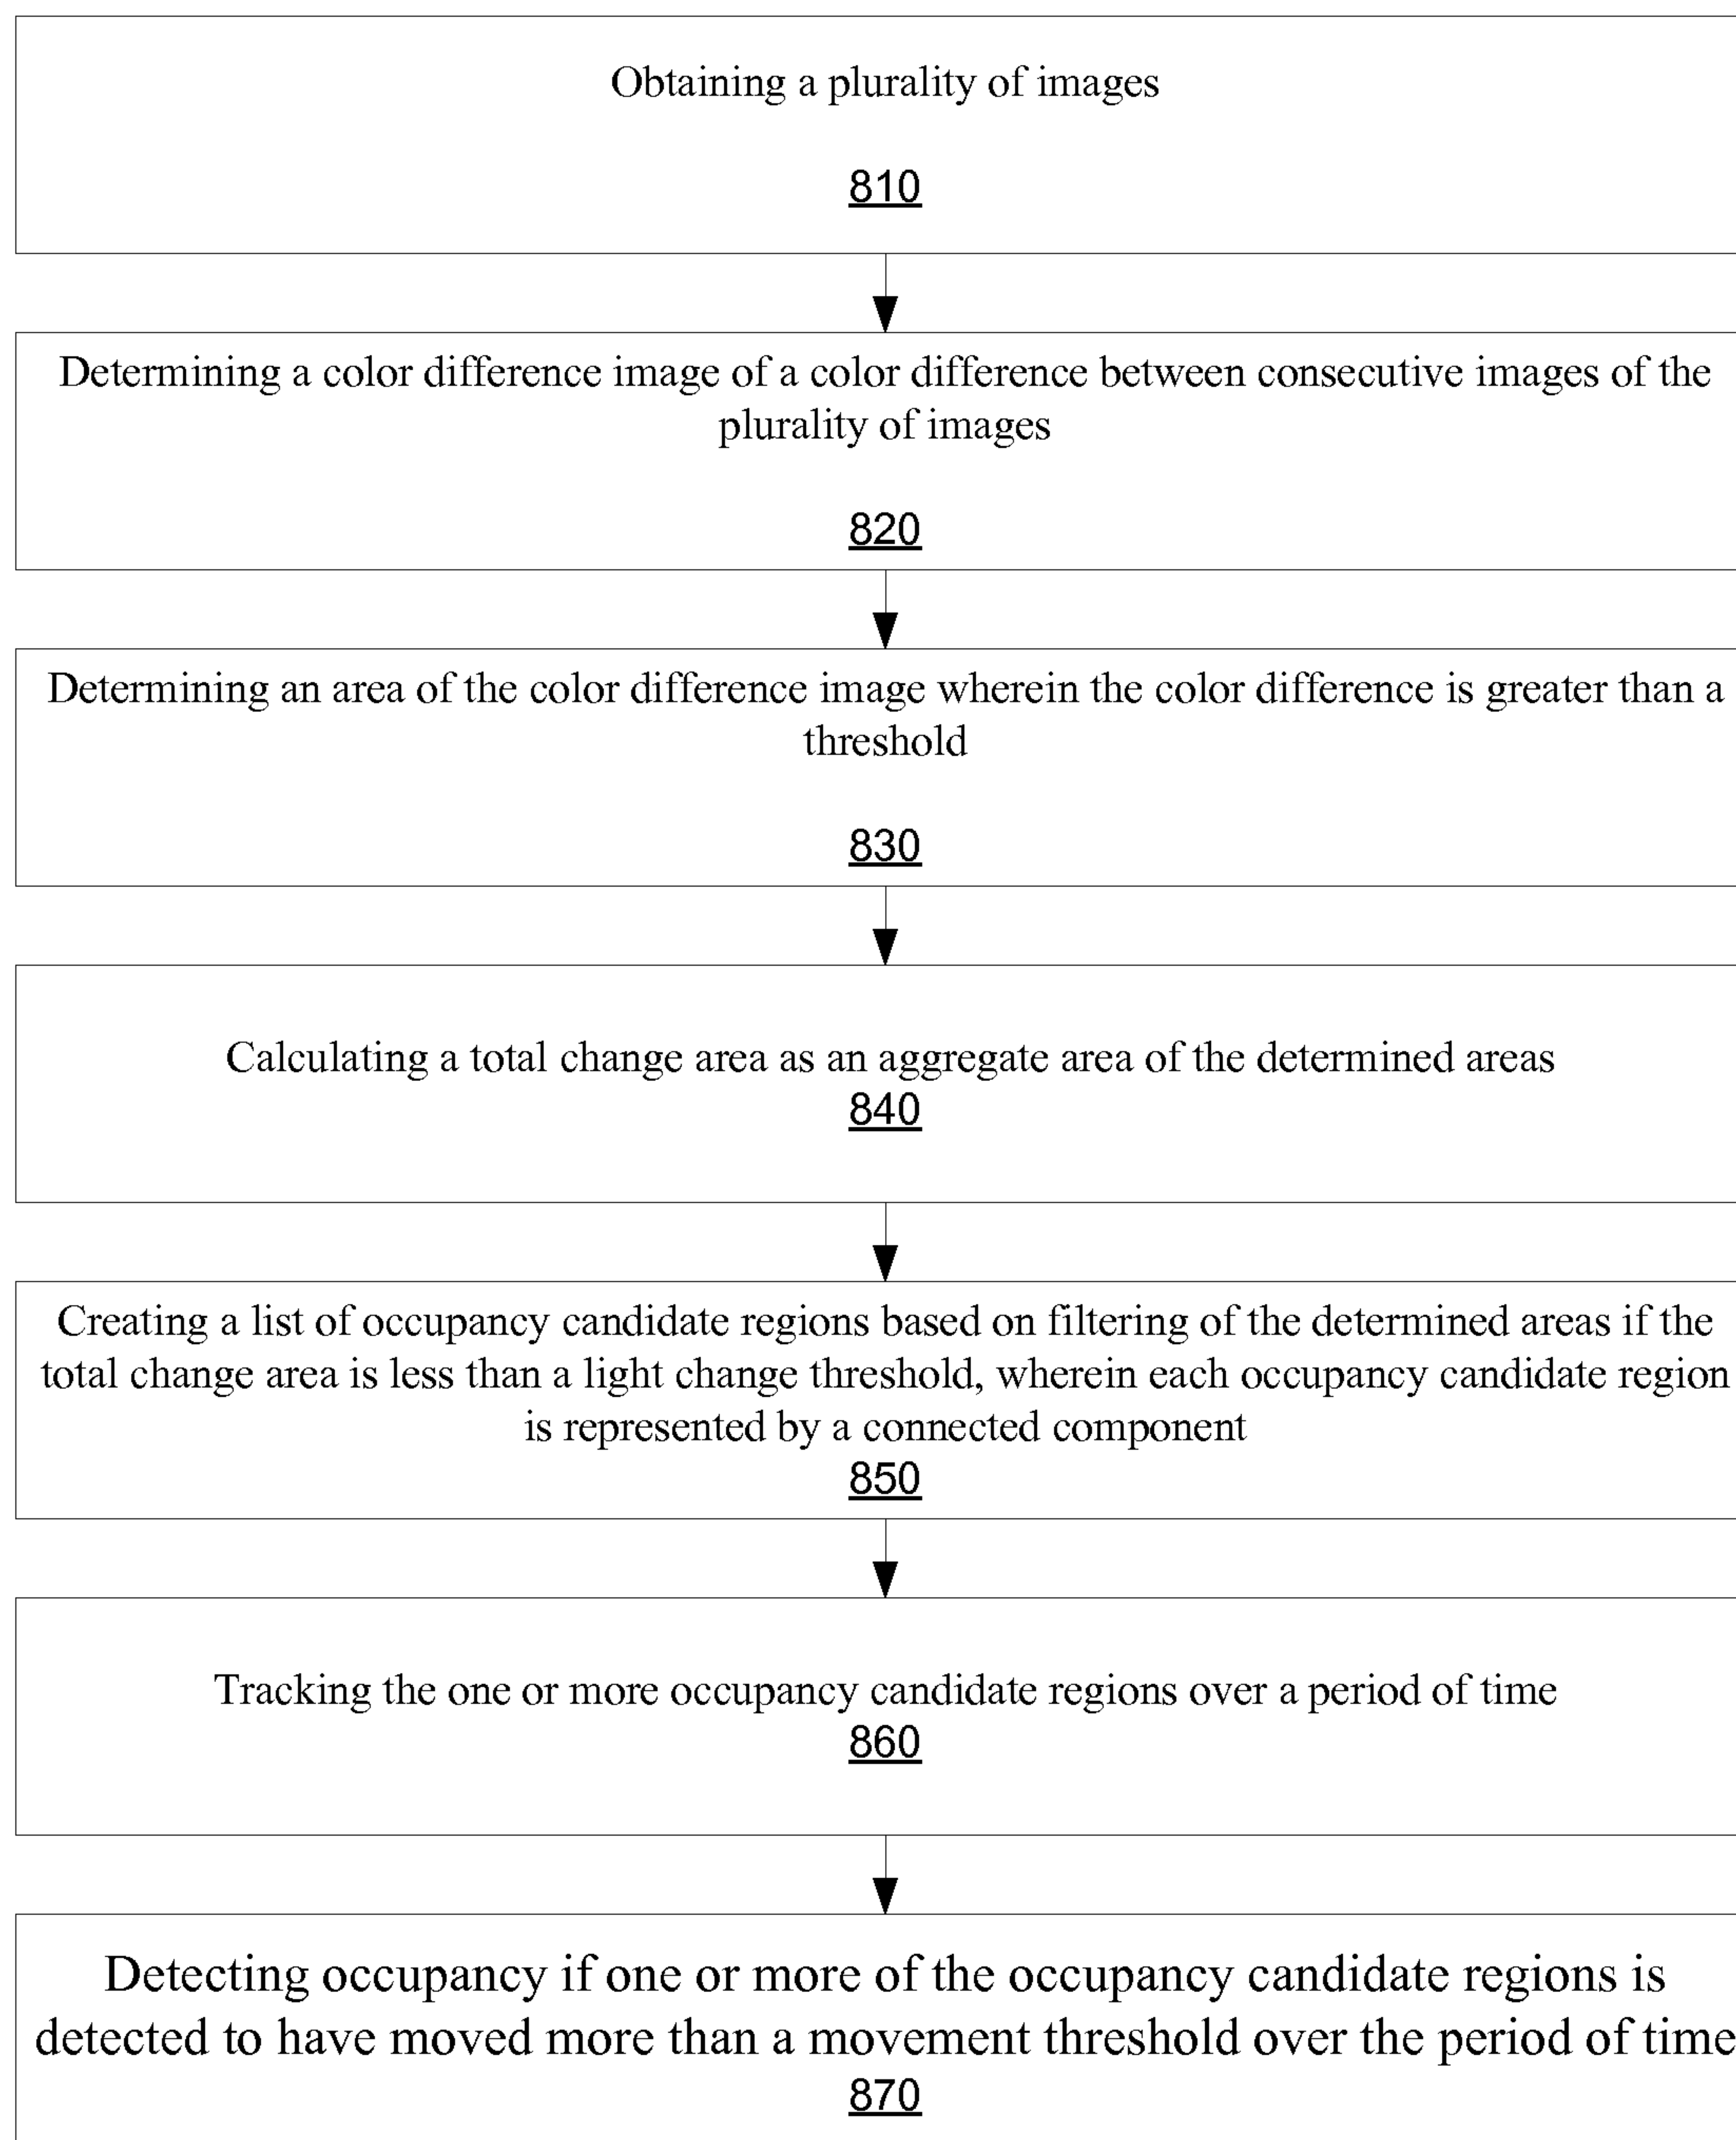 Obtaining a plurality of images
810
Determining a color difference image of a color difference between consecutive images of the
plurality of images
820
Determining an area of the color difference image wherein the color difference is greater than a
threshold
830
Calculating a total change area as an aggregate area of the determined areas
840
Creating a list of occupancy candidate regions based on filtering of the determined areas if the
total change area is less than a light change threshold, wherein each occupancy candidate region
is represented by a connected component
850
Tracking the one or more occupancy candidate regions over a period of time
860
Detecting occupancy if one or more of the occupancy candidate regions is
detected to have moved more than a movement threshold over the period of time
870